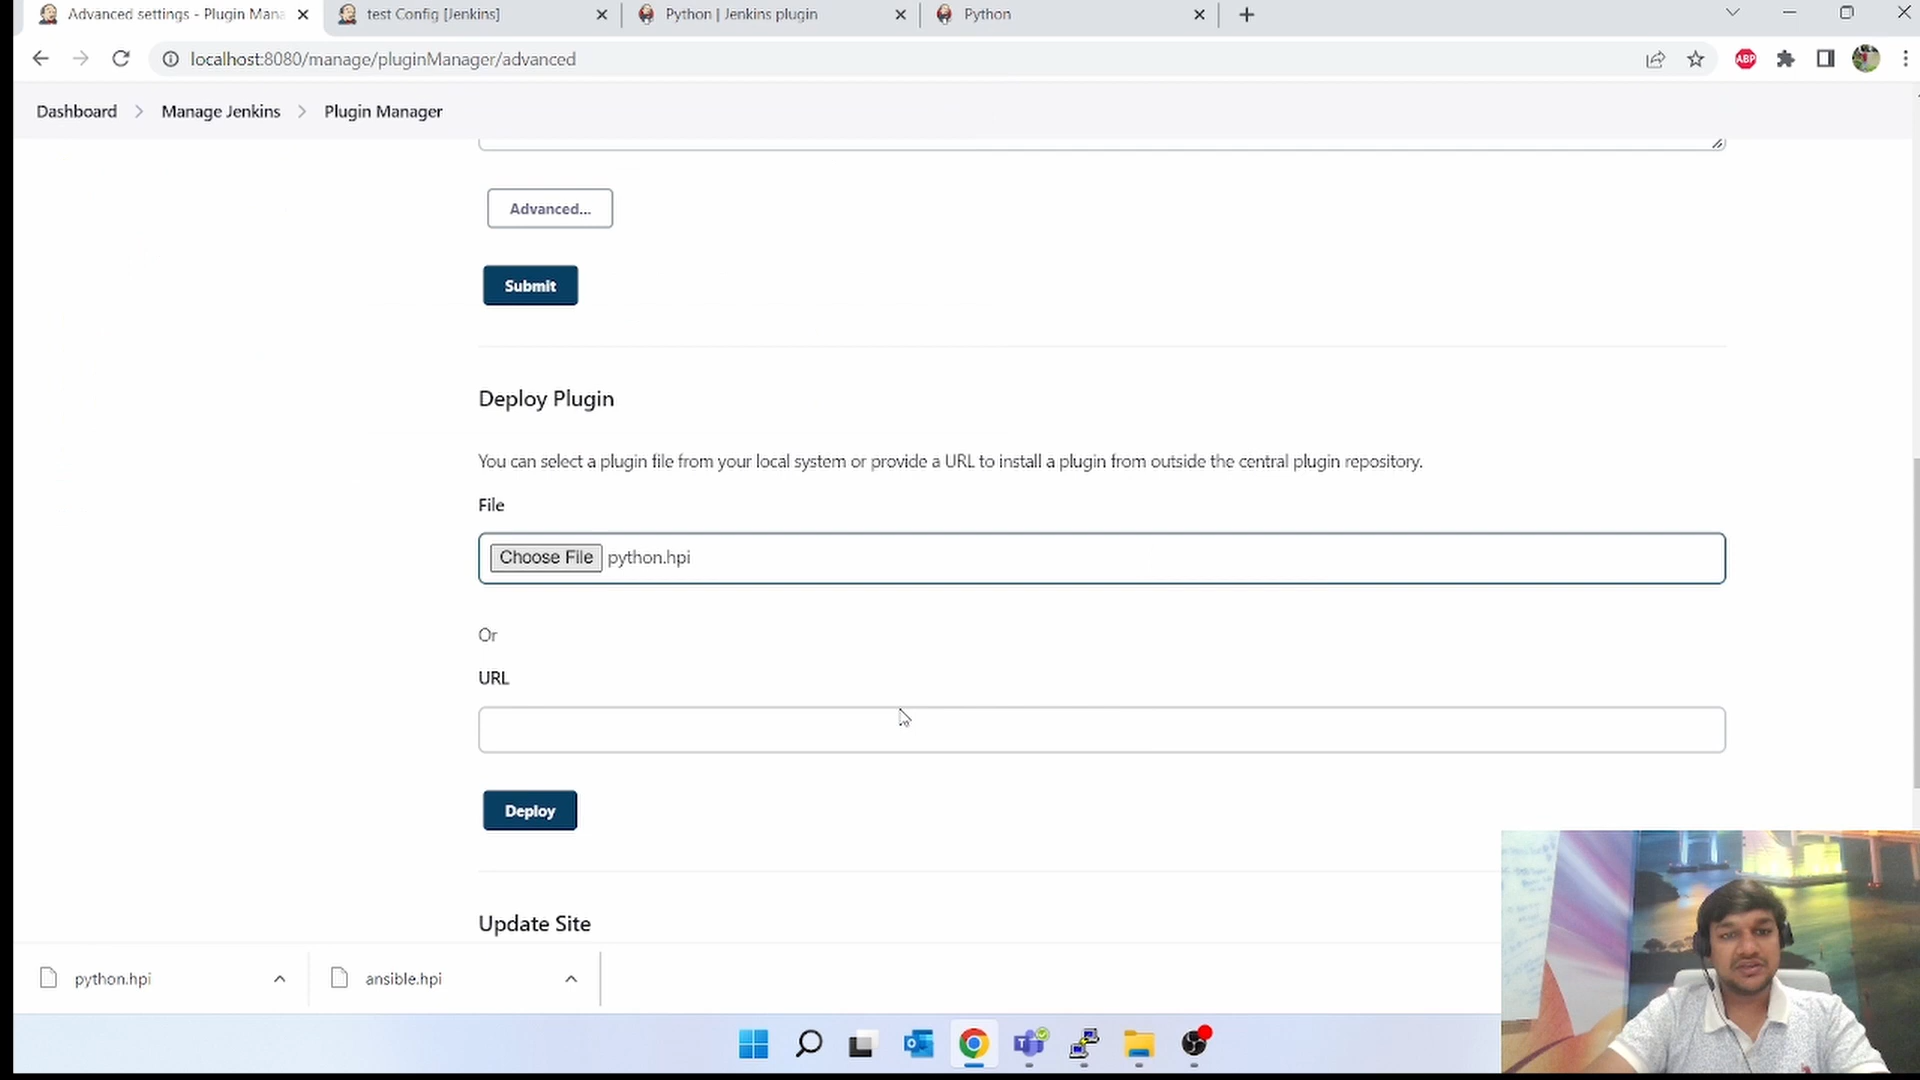 Advanced settings - Plugin Mana
test Config [Jenkins]
Python | Jenkins plugin
Python
localhost:8080/manage/pluginManager/advanced
ABP
Dashboard
Manage Jenkins
Plugin Manager
Advanced...
Submit
Deploy Plugin
You can select a plugin file from your local system or provide a URL to install a plugin from outside the central plugin repository.
File
Choose File python.hpi
Or
URL
Deploy
Update Site
python.hpi
ansible.hpi